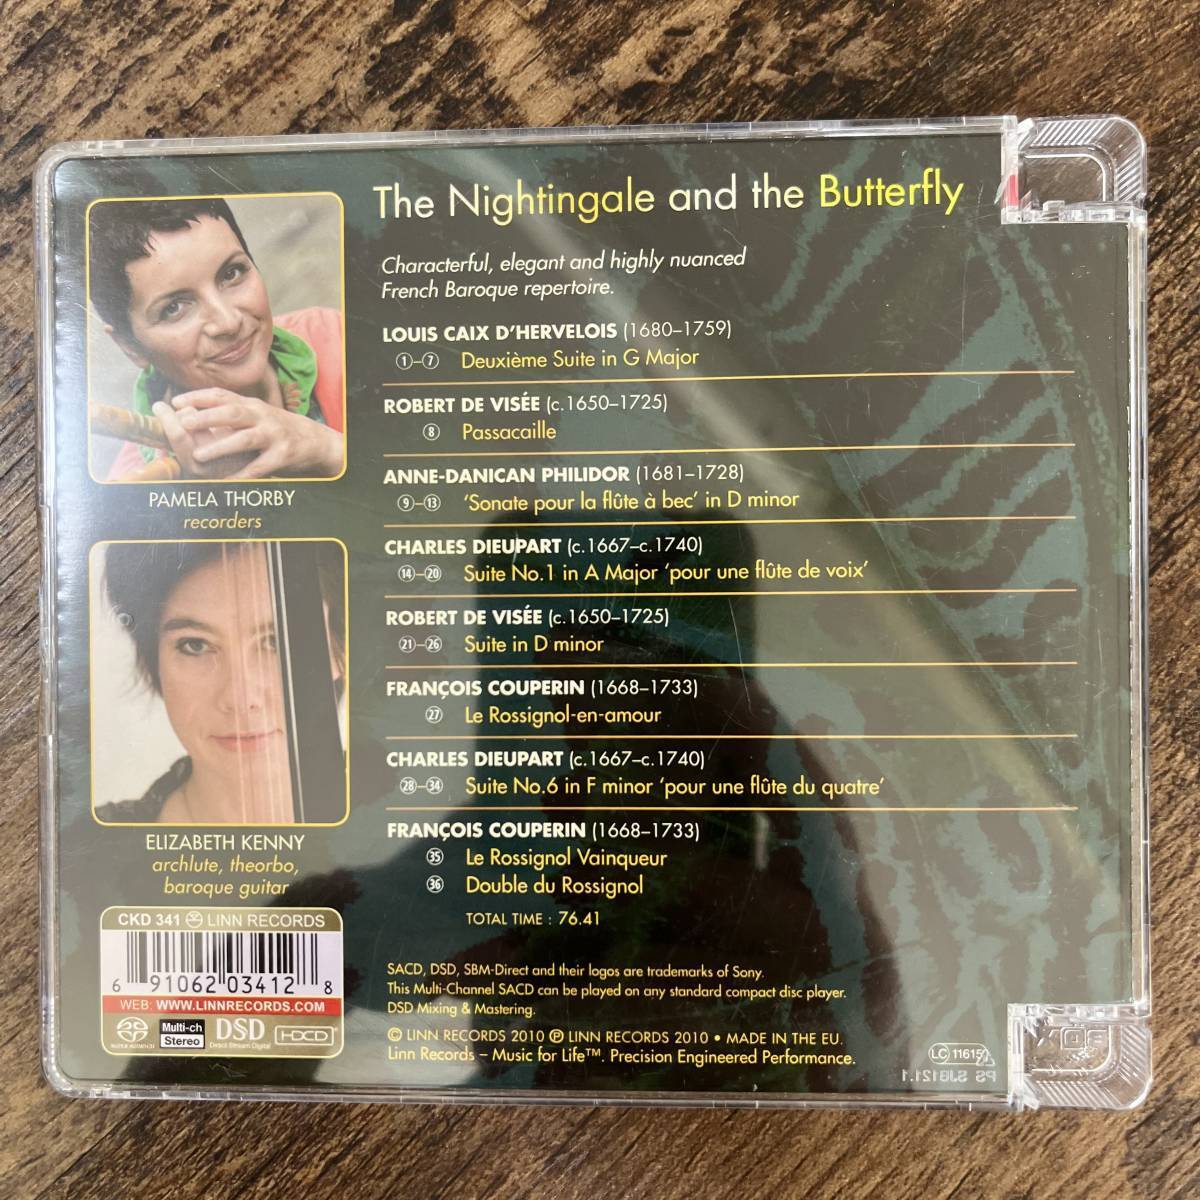 The Nightingale and the Butterfly
Characterful, elegant and highly nuanced
French Baroque repertoire.
LOUIS CAIX D'HERVELOIS (1680–1759)
①–⑦ Deuxième Suite in G Major
ROBERT DE VISÉE (c.1650–1725)
⑧ Passacaille
ANNE-DANICAN PHILIDOR (1681–1728)
⑨–⑬ 'Sonate pour la flûte à bec' in D minor
CHARLES DIEUPART (c.1667–c.1740)
⑭–⑳ Suite No.1 in A Major 'pour une flûte de voix'
ROBERT DE VISÉE (c.1650–1725)
㉑–㉖ Suite in D minor
FRANÇOIS COUPERIN (1668–1733)
㉗ Le Rossignol-en-amour
CHARLES DIEUPART (c.1667–c.1740)
㉘–㉞ Suite No.6 in F minor 'pour une flûte du quatre'
FRANÇOIS COUPERIN (1668–1733)
㉟ Le Rossignol Vainqueur
㊱ Double du Rossignol
TOTAL TIME : 76.41
PAMELA THORBY
recorders
ELIZABETH KENNY
archlute, theorbo,
baroque guitar
CKD 341 LINN RECORDS
6 91062 03412 8
WEB: WWW.LINNRECORDS.COM
SUPER AUDIO CD
Multi-ch
Stereo
DSD
Direct Stream Digital
HDCD
SACD, DSD, SBM-Direct and their logos are trademarks of Sony.
This Multi-Channel SACD can be played on any standard compact disc player.
DSD Mixing & Mastering.
© LINN RECORDS 2010 ℗ LINN RECORDS 2010 • MADE IN THE EU.
Linn Records – Music for Life™. Precision Engineered Performance.
LC 11615
PS SJB121.1